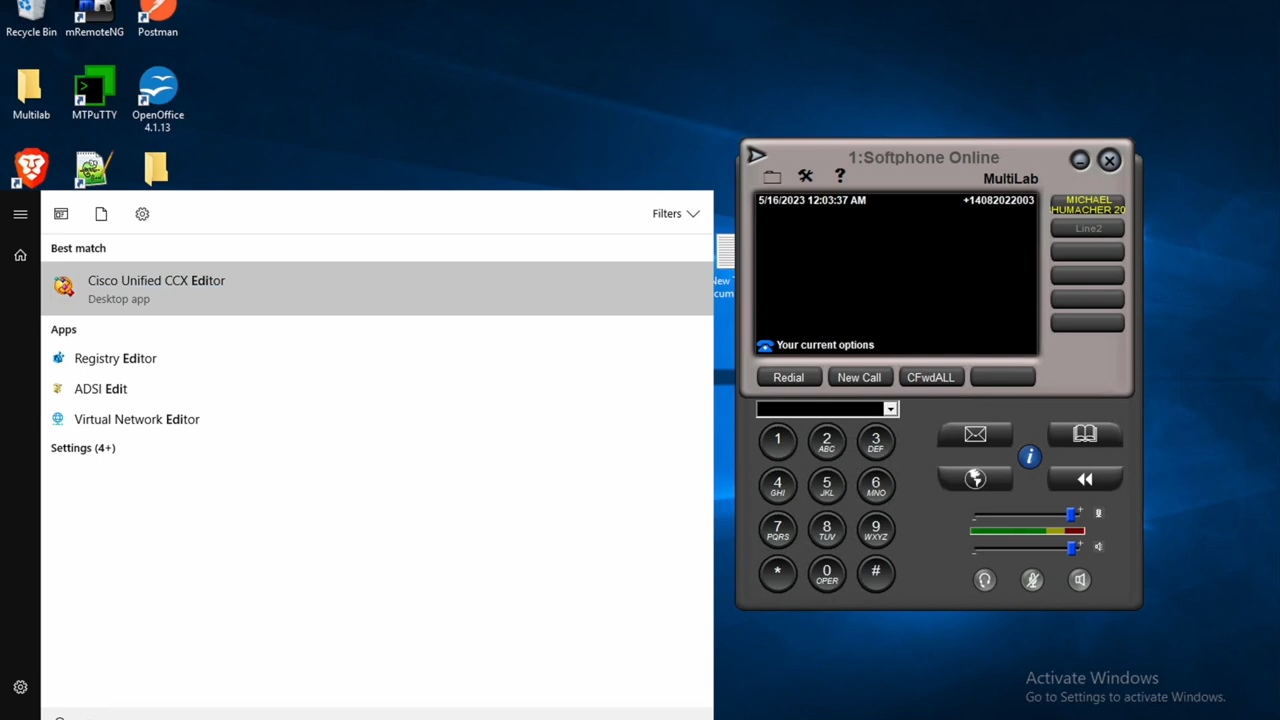 Recycle Bin
mRemoteNG
Postman
Multilab
MTPuTTY
OpenOffice
4.1.13
Filters
Best match
Cisco Unified CCX Editor
Desktop app
Apps
Registry Editor
ADSI Edit
Virtual Network Editor
Settings (4+)
New T
cum
1:Softphone Online
?
MultiLab
5/16/2023 12:03:37 AM
+14082022003
MICHAEL
HUMACHER 20
Line2
Your current options
Redial
New Call
CFwdALL
1
2
ABC
3
DEF
4
GHI
5
JKL
6
MNO
7
PQRS
8
TUV
9
WXYZ
*
0
OPER
#
i
Activate Windows
Go to Settings to activate Windows.